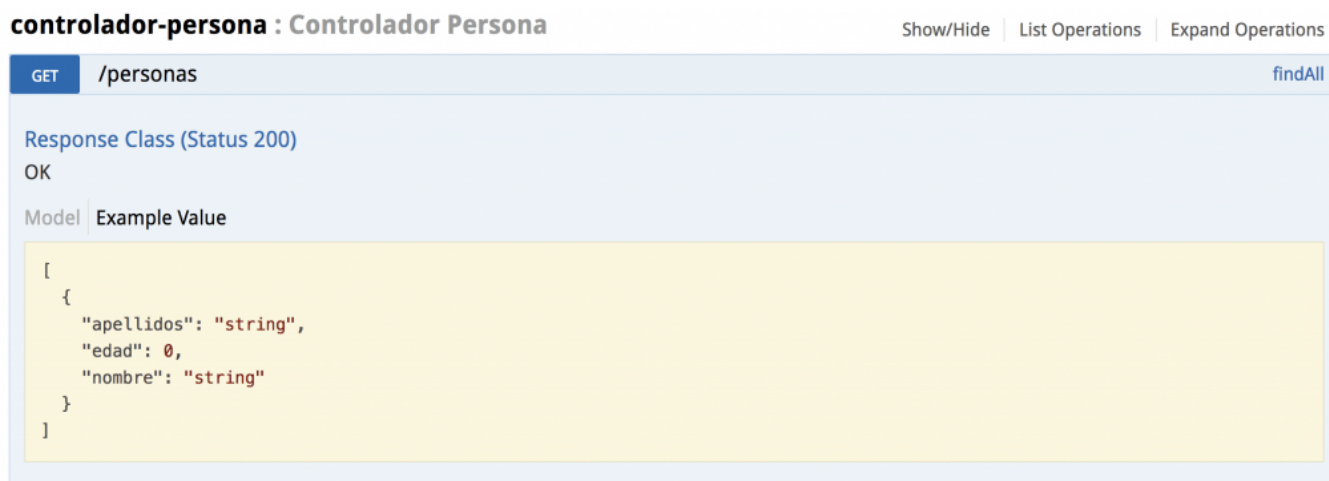 controlador-persona : Controlador Persona
Show/Hide List Operations Expand Operations
GET /personas findAll
Response Class (Status 200)
OK
Model Example Value
[
{
"apellidos": "string",
"edad": 0,
"nombre": "string"
}
]